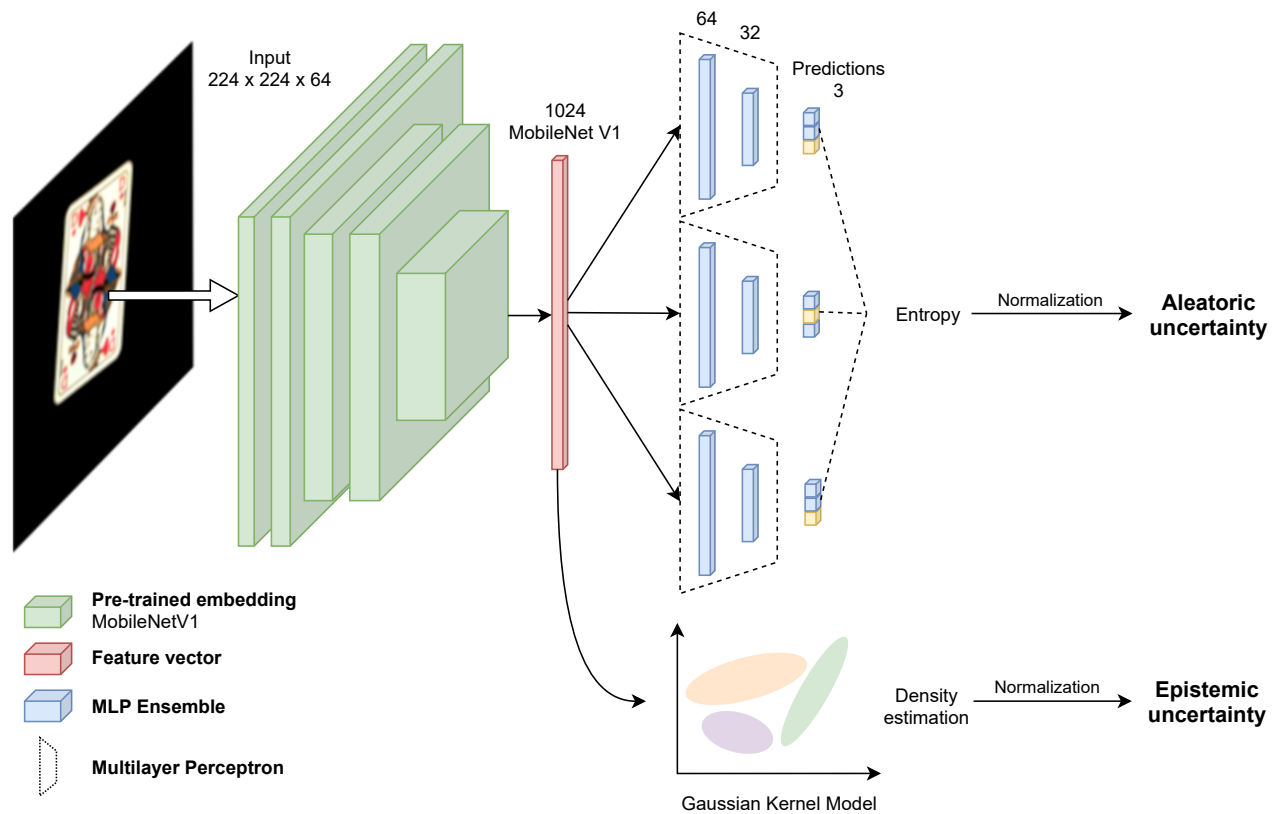 Input
224 x 224 x 64
1024
MobileNet V1
64
32
Predictions
3
Entropy
Normalization
Aleatoric
uncertainty
Pre-trained embedding
MobileNetV1
Feature vector
MLP Ensemble
Multilayer Perceptron
Density
estimation
Normalization
Epistemic
uncertainty
Gaussian Kernel Model